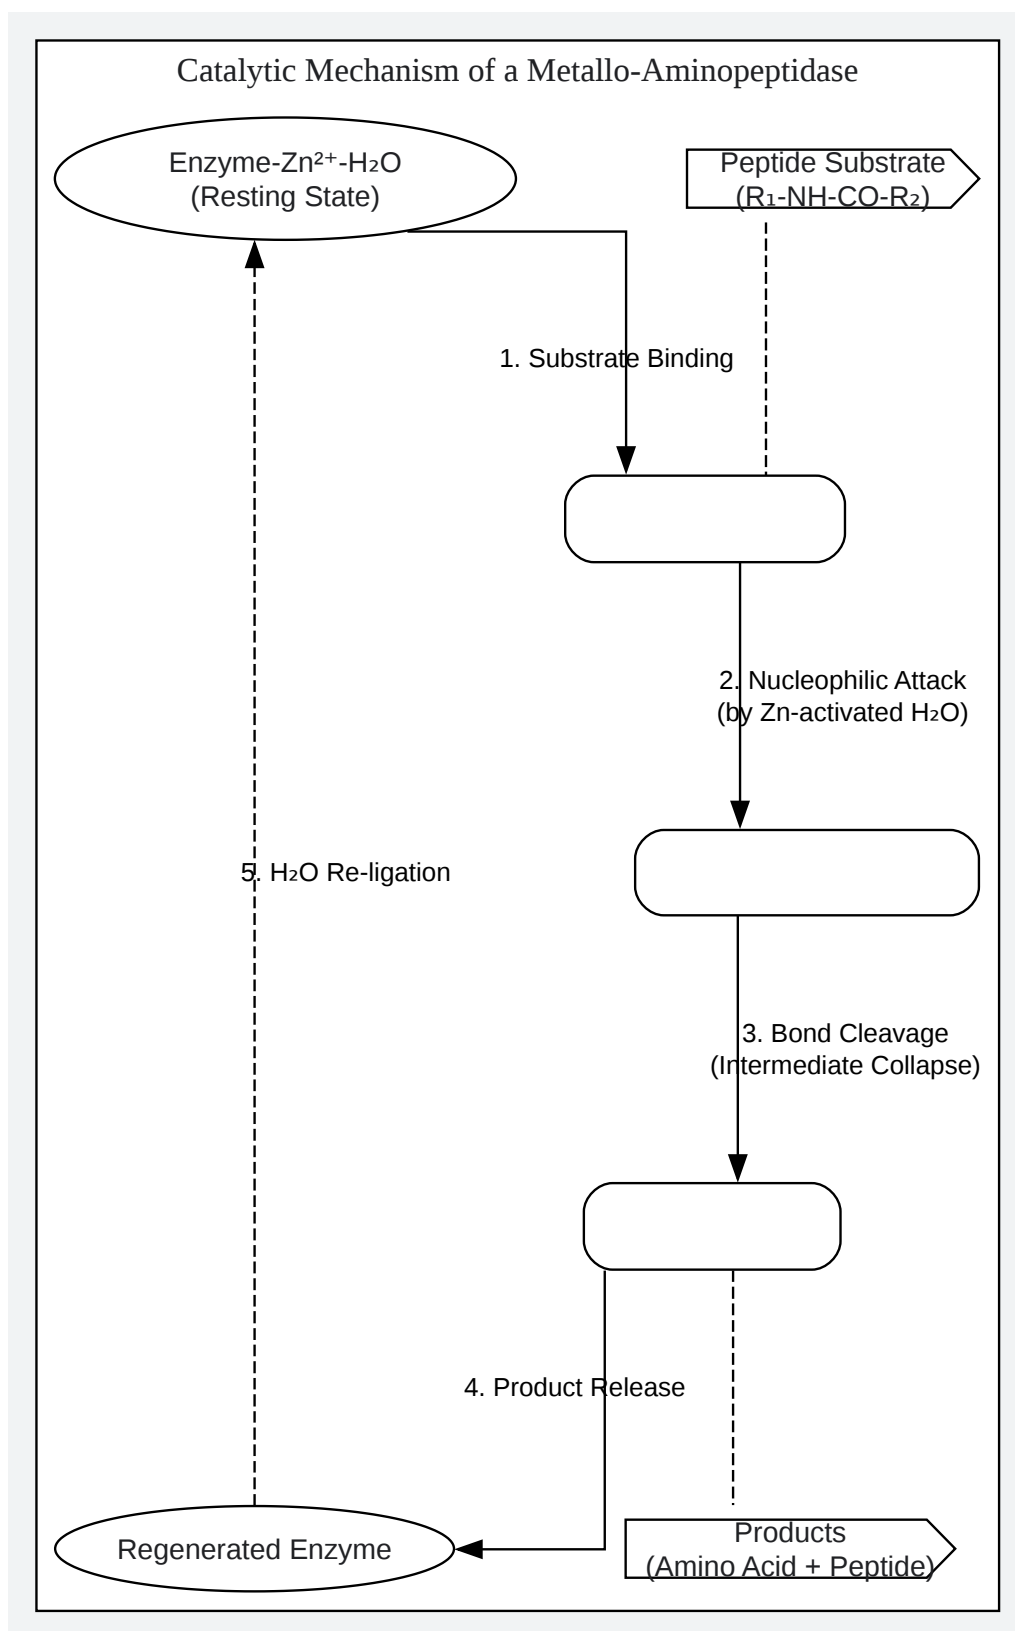 Catalytic Mechanism of a Metallo-Aminopeptidase
Enzyme-Zn²⁺-H₂O
(Resting State)
Peptide Substrate
(R₁-NH-CO-R₂)
1. Substrate Binding
2. Nucleophilic Attack
(by Zn-activated H₂O)
5. H₂O Re-ligation
3. Bond Cleavage
(Intermediate Collapse)
4. Product Release
Regenerated Enzyme
Products
(Amino Acid + Peptide)